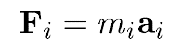 𝐅ᵢ = mᵢ𝐚ᵢ